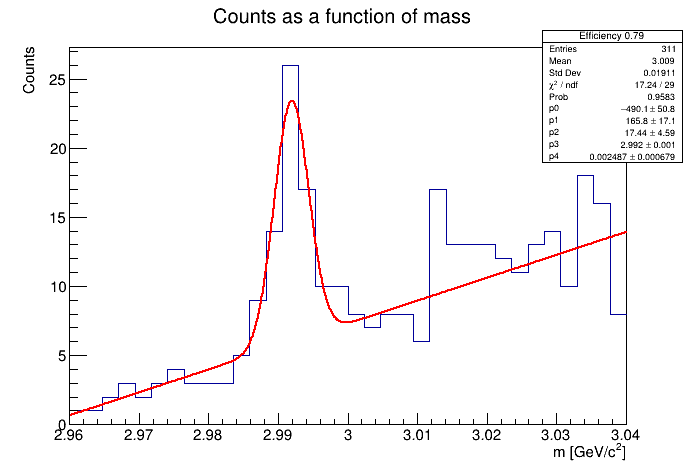 Counts as a function of mass
Efficiency 0.79
Entries 311
Mean 3.009
Std Dev 0.01911
χ² / ndf 17.24 / 29
Prob 0.9583
p0 −490.1 ± 50.8
p1 165.8 ± 17.1
p2 17.44 ± 4.59
p3 2.992 ± 0.001
p4 0.002487 ± 0.000679
Counts
25
20
15
10
5
0
2.96 2.97 2.98 2.99 3 3.01 3.02 3.03 3.04
m [GeV/c²]